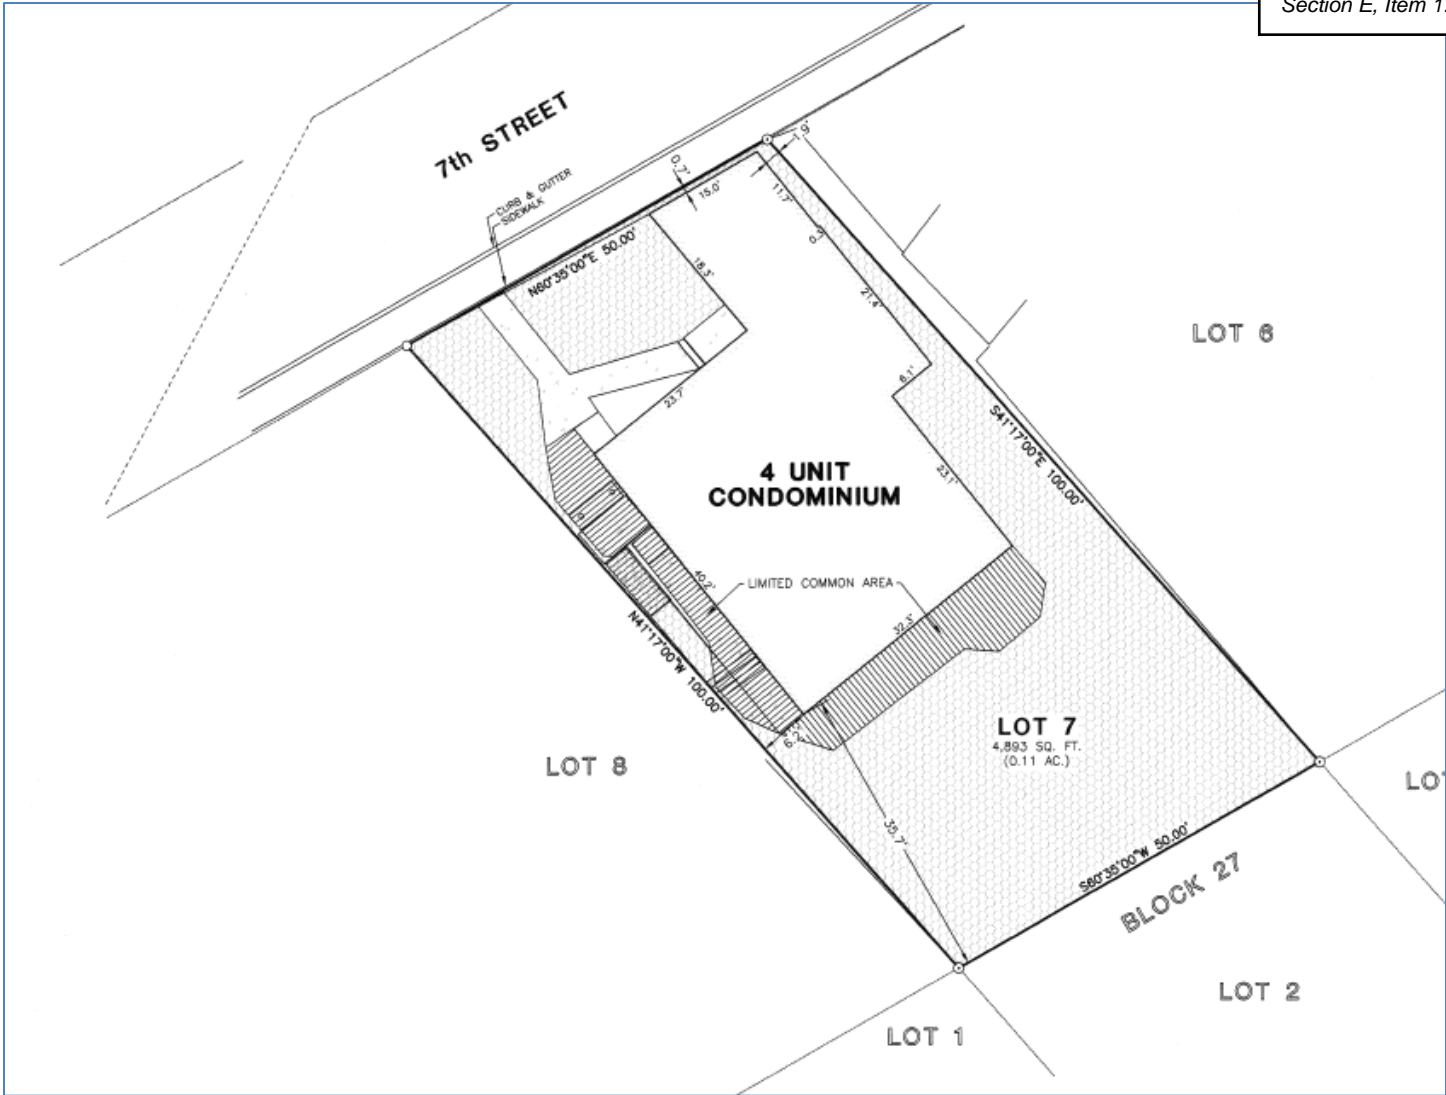 Section E, Item 1.
7th STREET
CURB & GUTTER
SIDEWALK
0.7'
15.0'
1.9'
11.7'
N60°35'00"E 50.00'
18.3'
21.4'
6.1'
LOT 6
23.7'
S41°17'00"E 100.00'
4 UNIT
CONDOMINIUM
23.1'
40.2'
LIMITED COMMON AREA
32.3'
N41°17'00"W 100.00'
6.2'
LOT 7
4,893 SQ. FT.
(0.11 AC.)
LOT 8
35.7'
S60°35'00"W 50.00'
BLOCK 27
LOT 2
LOT 1